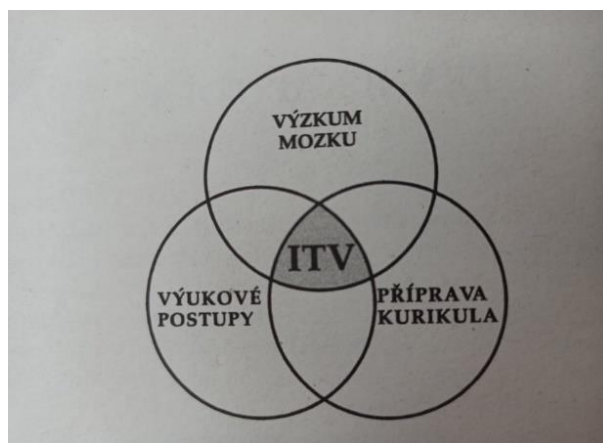 VÝZKUM
MOZKU
ITV
VÝUKOVÉ
POSTUPY
PŘÍPRAVA
KURIKULA